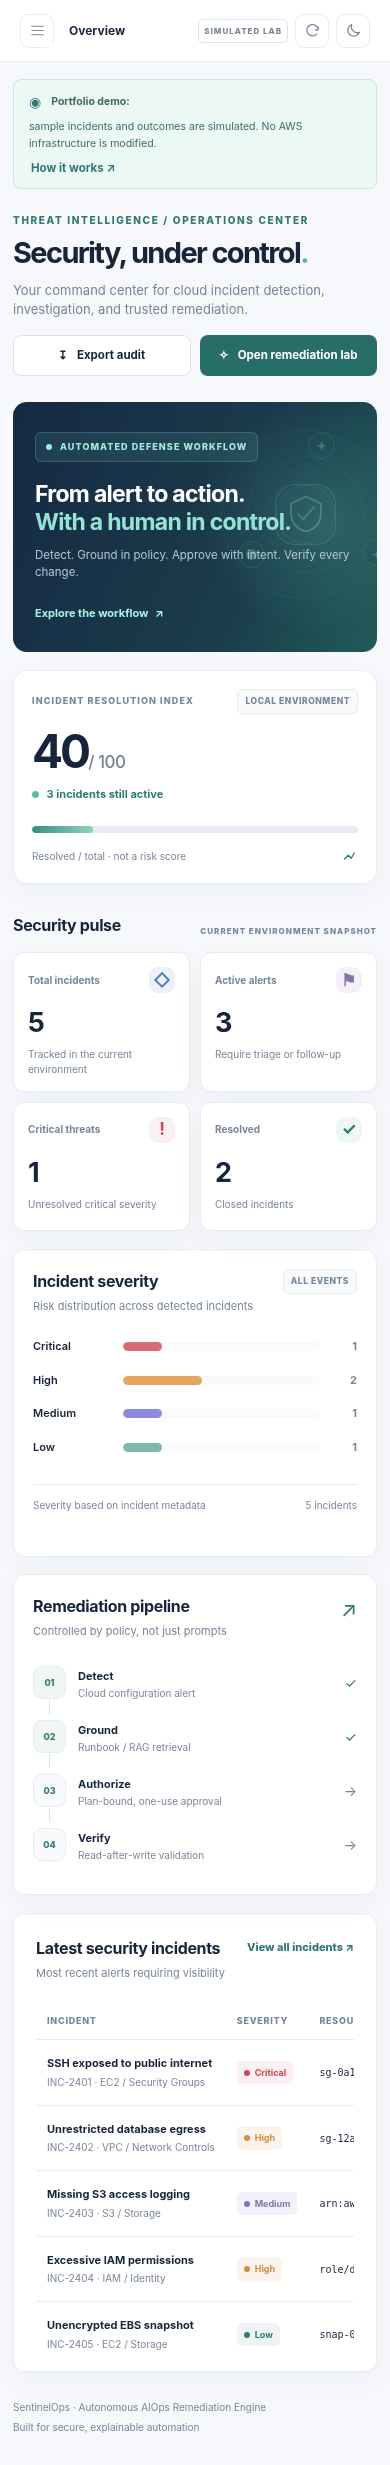 Overview
SIMULATED LAB
Portfolio demo:
sample incidents and outcomes are simulated. No AWS
infrastructure is modified.
How it works ↗
THREAT INTELLIGENCE / OPERATIONS CENTER
Security, under control.
Your command center for cloud incident detection,
investigation, and trusted remediation.
Export audit
Open remediation lab
AUTOMATED DEFENSE WORKFLOW
From alert to action.
With a human in control.
Detect. Ground in policy. Approve with intent. Verify every
change.
Explore the workflow ↗
INCIDENT RESOLUTION INDEX
LOCAL ENVIRONMENT
40 / 100
3 incidents still active
Resolved / total · not a risk score
Security pulse
CURRENT ENVIRONMENT SNAPSHOT
Total incidents
5
Tracked in the current
environment
Active alerts
3
Require triage or follow-up
Critical threats
1
Unresolved critical severity
Resolved
2
Closed incidents
Incident severity
ALL EVENTS
Risk distribution across detected incidents
Critical 1
High 2
Medium 1
Low 1
Severity based on incident metadata
5 incidents
Remediation pipeline
Controlled by policy, not just prompts
01 Detect
Cloud configuration alert
02 Ground
Runbook / RAG retrieval
03 Authorize
Plan-bound, one-use approval
04 Verify
Read-after-write validation
Latest security incidents
View all incidents ↗
Most recent alerts requiring visibility
INCIDENT SEVERITY RESOU
SSH exposed to public internet
INC-2401 · EC2 / Security Groups
Critical
sg-0a1
Unrestricted database egress
INC-2402 · VPC / Network Controls
High
sg-12a
Missing S3 access logging
INC-2403 · S3 / Storage
Medium
arn:aw
Excessive IAM permissions
INC-2404 · IAM / Identity
High
role/d
Unencrypted EBS snapshot
INC-2405 · EC2 / Storage
Low
snap-0
SentinelOps · Autonomous AIOps Remediation Engine
Built for secure, explainable automation